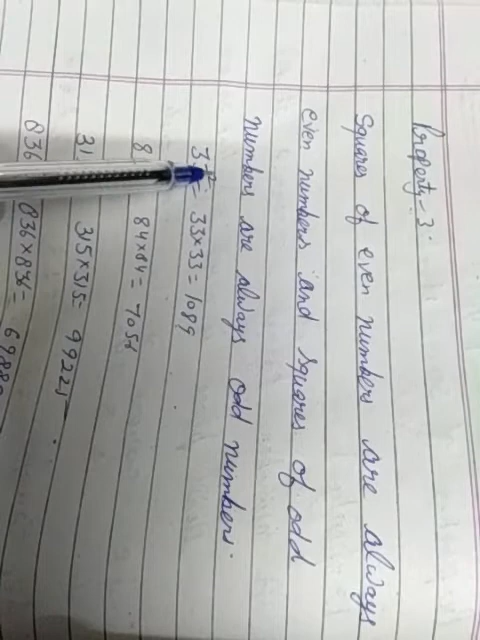 Property-3.
Squares of even numbers are always
even numbers and squares of odd
numbers are always odd numbers.
33×33 = 1089
84×84 = 7056
315×315 = 99225
836 836×836 =